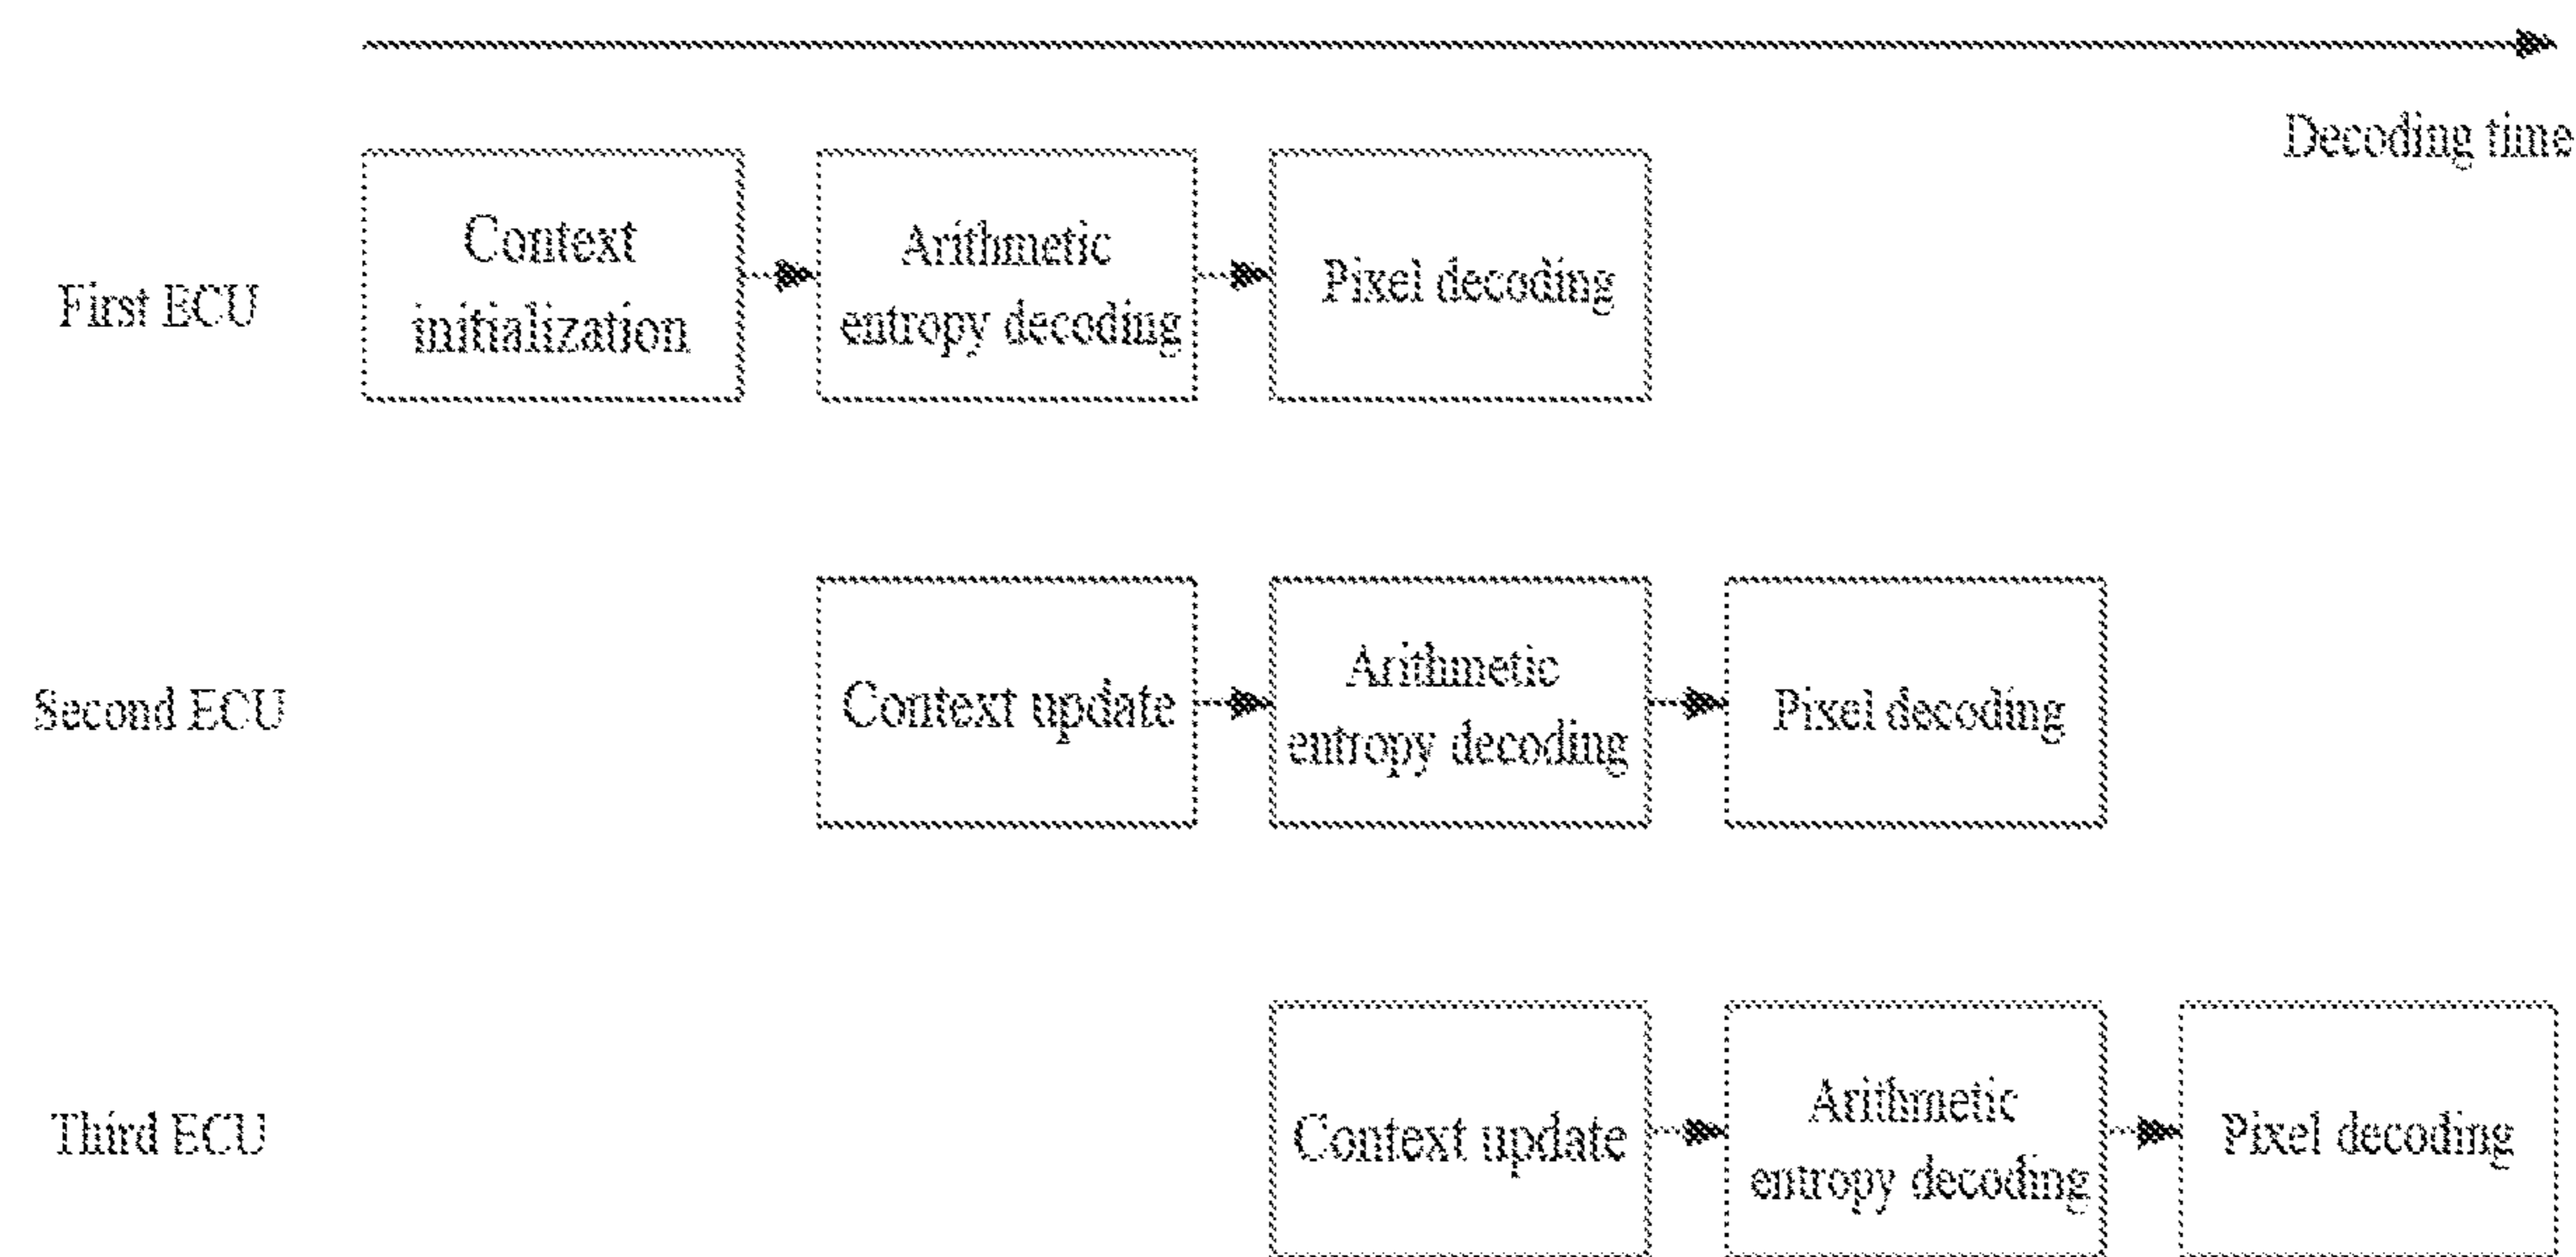 Decoding time
First ECU
Context
initialization
Arithmetic
entropy decoding
Pixel decoding
Second ECU
Context update
Arithmetic
entropy decoding
Pixel decoding
Third ECU
Context update
Arithmetic
entropy decoding
Pixel decoding